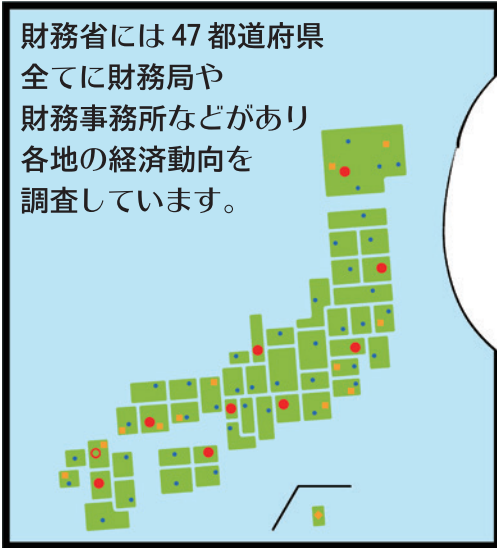 財務省には47都道府県
全てに財務局や
財務事務所などがあり
各地の経済動向を
調査しています。